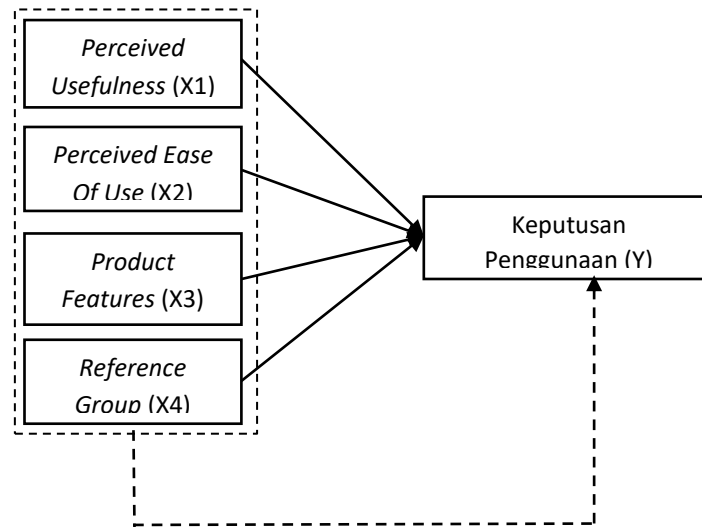 Perceived
Usefulness (X1)
Perceived Ease
Of Use (X2)
Product
Features (X3)
Reference
Group (X4)
Keputusan
Penggunaan (Y)